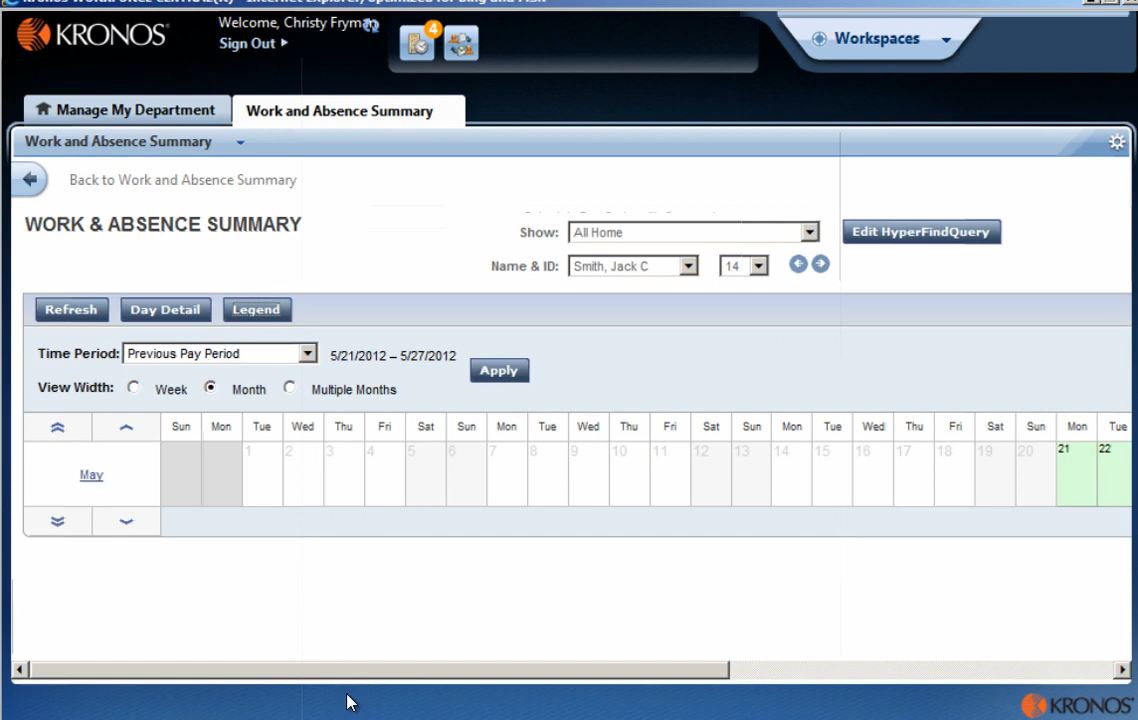 KRONOS
Welcome, Christy Fryman
Sign Out
4
Workspaces
Manage My Department
Work and Absence Summary
Work and Absence Summary
Back to Work and Absence Summary
WORK & ABSENCE SUMMARY
Show: All Home
Edit HyperFindQuery
Name & ID: Smith, Jack C 14
Refresh Day Detail Legend
Time Period: Previous Pay Period 5/21/2012 – 5/27/2012 Apply
View Width: Week Month Multiple Months
Sun Mon Tue Wed Thu Fri Sat Sun Mon Tue Wed Thu Fri Sat Sun Mon Tue Wed Thu Fri Sat Sun Mon Tue
1 2 3 4 5 6 7 8 9 10 11 12 13 14 15 16 17 18 19 20 21 22
May
KRONOS